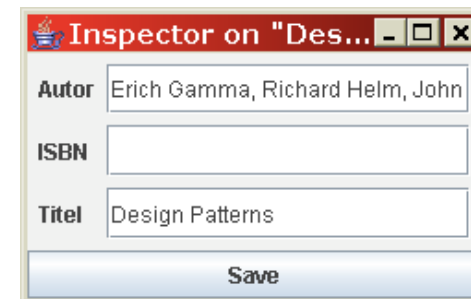 Inspector on "Des...
Autor Erich Gamma, Richard Helm, John
ISBN
Titel Design Patterns
Save